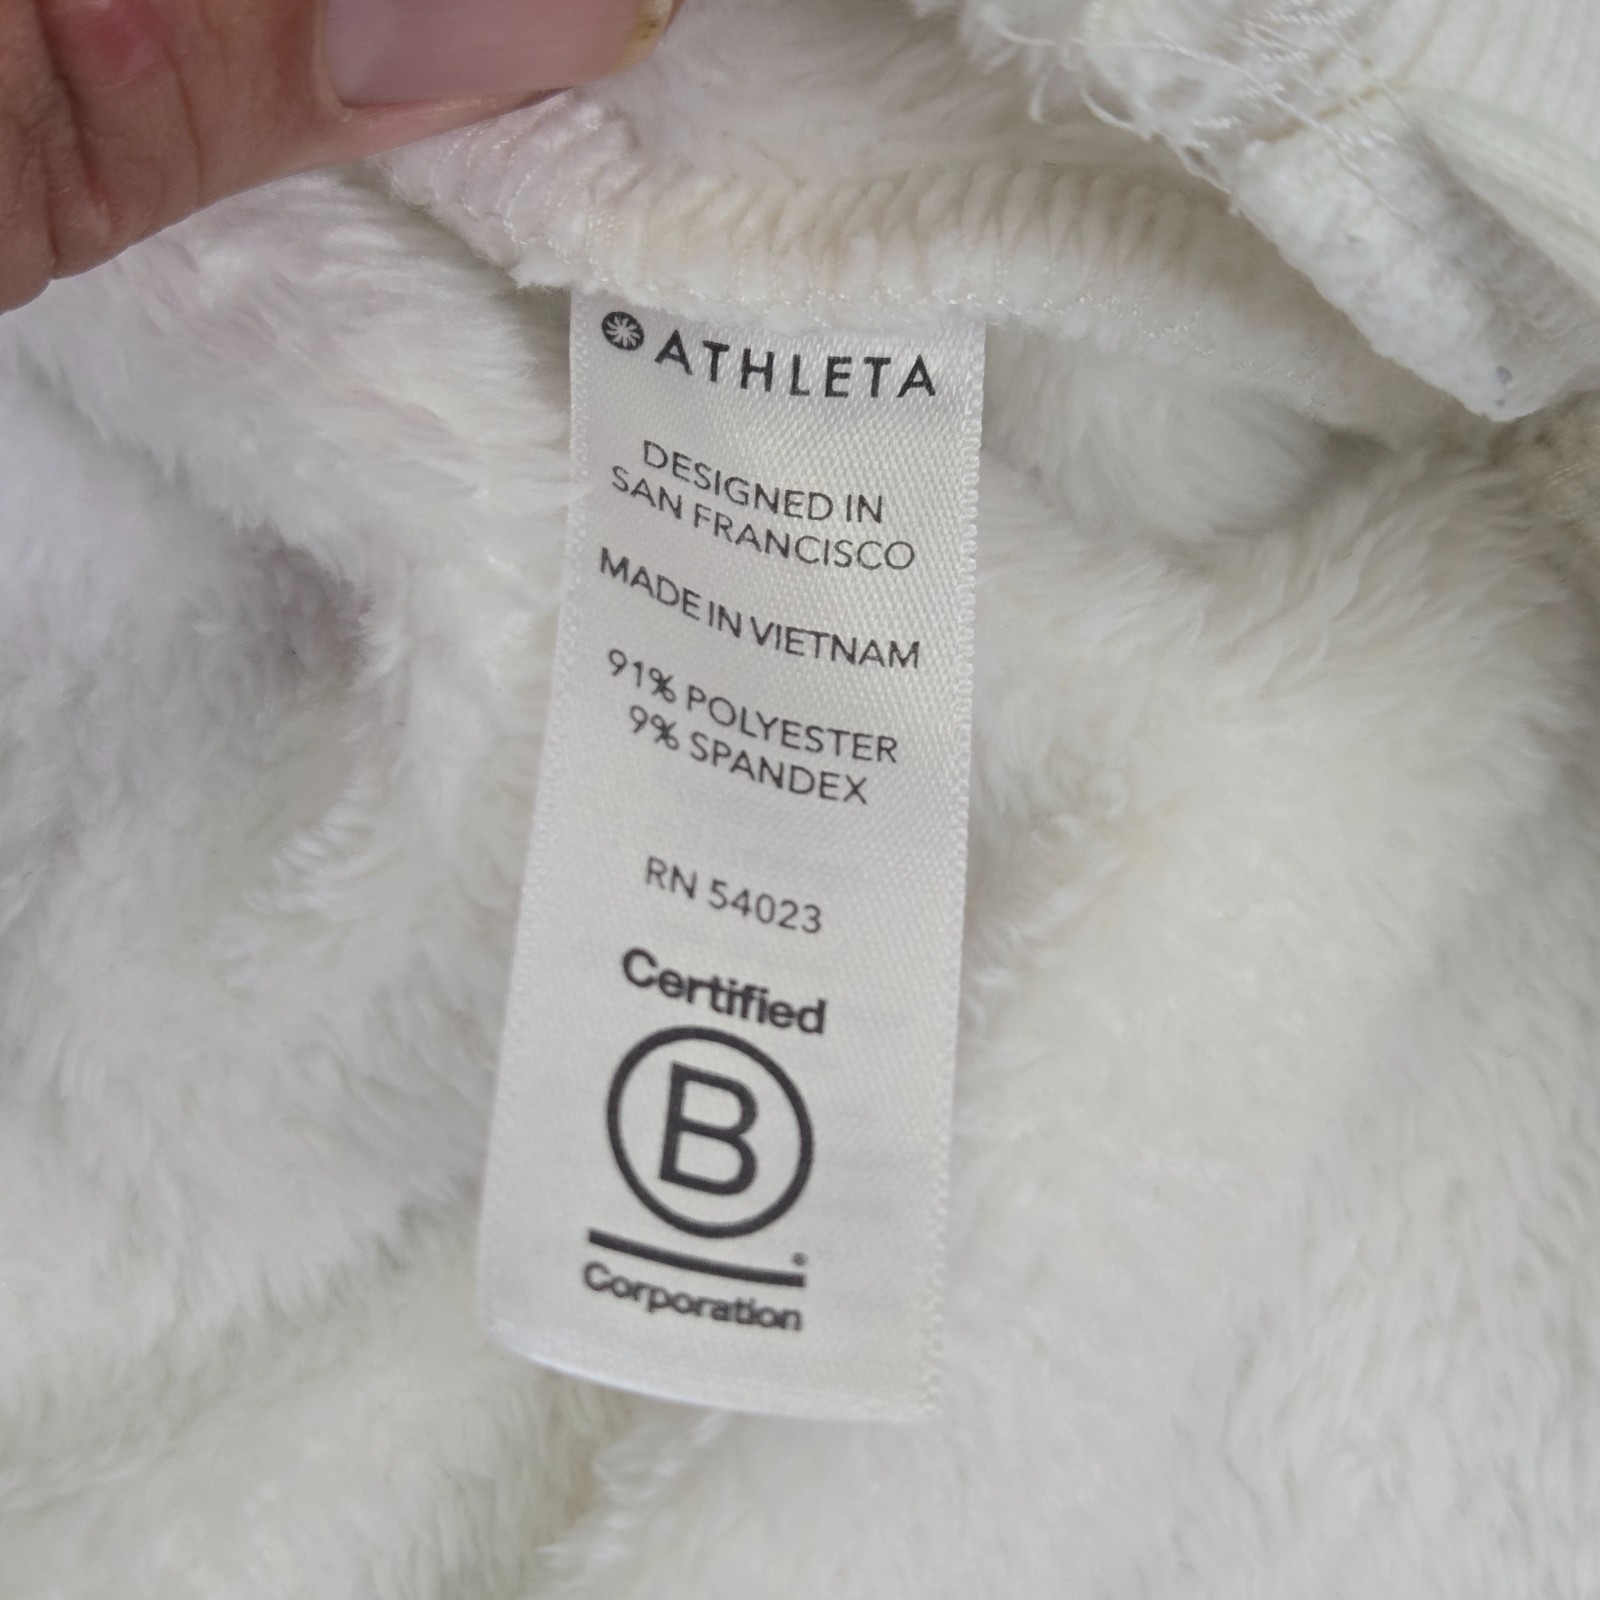 ATHLETA
DESIGNED IN
SAN FRANCISCO
MADE IN VIETNAM
91% POLYESTER
9% SPANDEX
RN 54023
Certified
B
Corporation